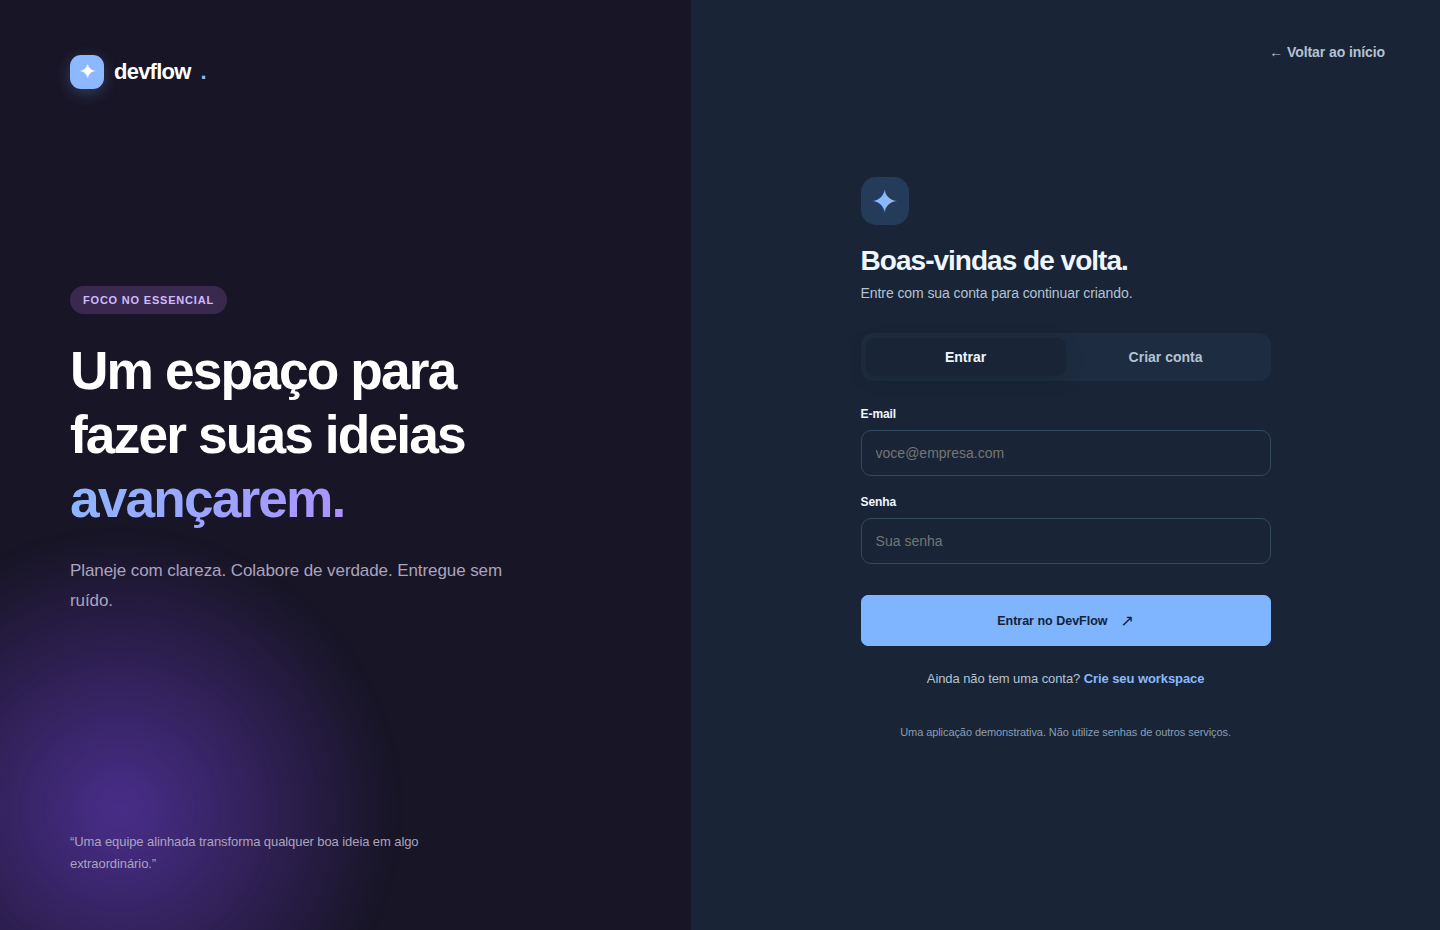 devflow.
FOCO NO ESSENCIAL
Um espaço para
fazer suas ideias
avançarem.
Planeje com clareza. Colabore de verdade. Entregue sem
ruído.
“Uma equipe alinhada transforma qualquer boa ideia em algo
extraordinário.”
← Voltar ao início
Boas-vindas de volta.
Entre com sua conta para continuar criando.
Entrar
Criar conta
E-mail
voce@empresa.com
Senha
Sua senha
Entrar no DevFlow ↗
Ainda não tem uma conta? Crie seu workspace
Uma aplicação demonstrativa. Não utilize senhas de outros serviços.